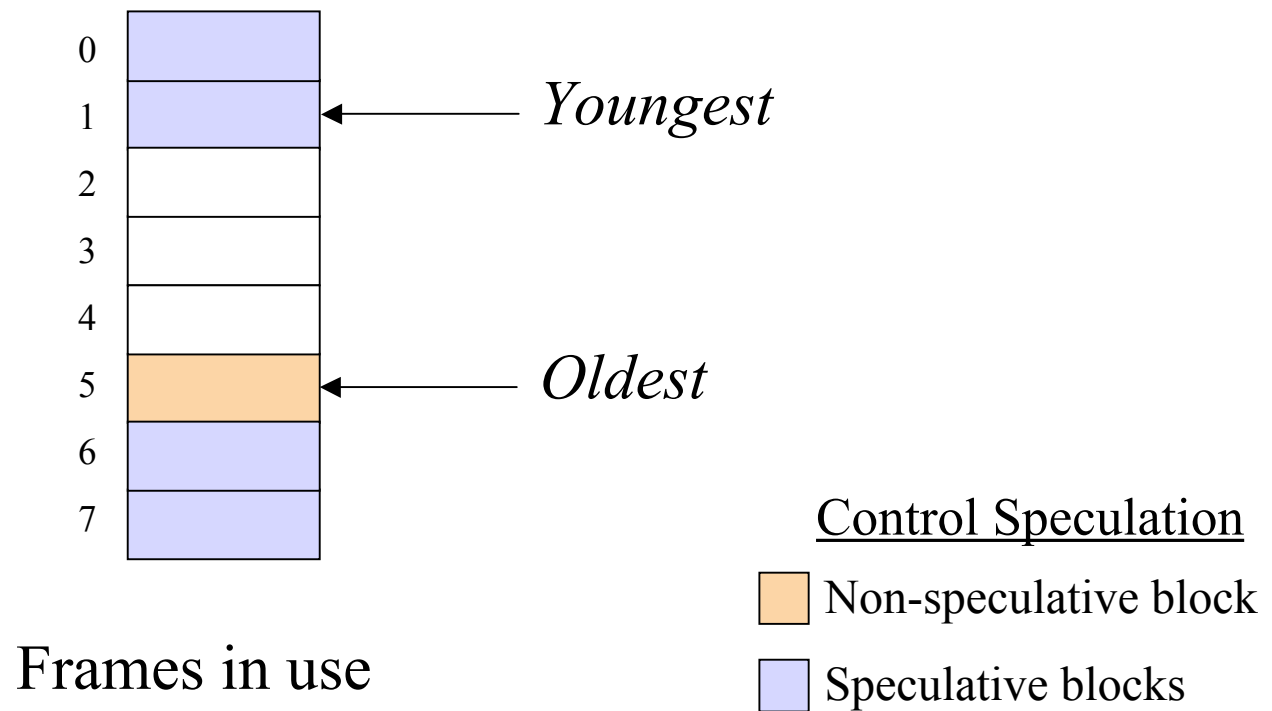 0
1
Youngest
2
3
4
5
Oldest
6
7
Control Speculation
Non-speculative block
Speculative blocks
Frames in use